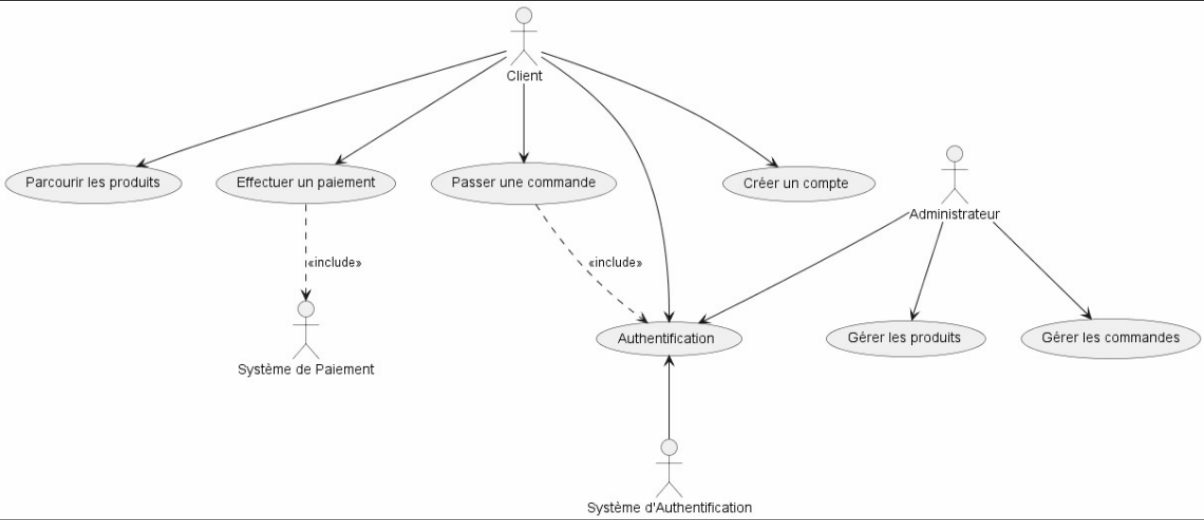 Client
Parcourir les produits
Effectuer un paiement
Passer une commande
Créer un compte
Administrateur
«include»
«include»
Authentification
Gérer les produits
Gérer les commandes
Système de Paiement
Système d'Authentification